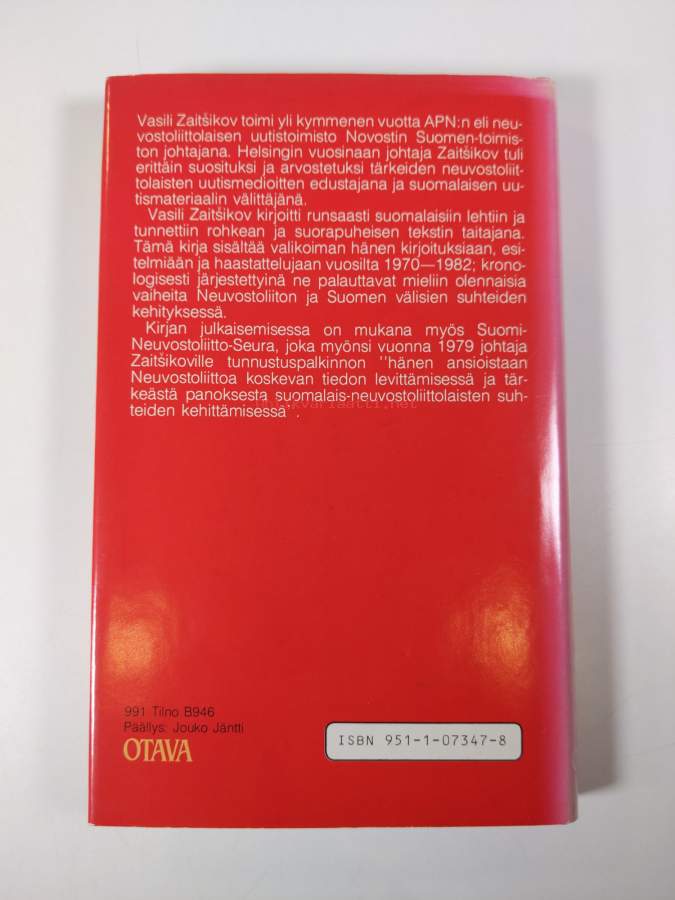 Vasili Zaitšikov toimi yli kymmenen vuotta APN:n eli neu-
vostoliittolaisen uutistoimisto Novostin Suomen-toimis-
ton johtajana. Helsingin vuosinaan johtaja Zaitšikov tuli
erittäin suosituksi ja arvostetuksi tärkeiden neuvostoliit-
tolaisten uutismedioitten edustajana ja suomalaisen uu-
tismateriaalin välittäjänä.
Vasili Zaitšikov kirjoitti runsaasti suomalaisiin lehtiin ja
tunnettiin rohkean ja suorapuheisen tekstin taitajana.
Tämä kirja sisältää valikoiman hänen kirjoituksiaan, esi-
telmiään ja haastattelujaan vuosilta 1970—1982; krono-
logisesti järjestettyinä ne palauttavat mieliin olennaisia
vaiheita Neuvostoliiton ja Suomen välisien suhteiden
kehityksessä.
Kirjan julkaisemisessa on mukana myös Suomi-
Neuvostoliitto-Seura, joka myönsi vuonna 1979 johtaja
Zaitšikoville tunnustuspalkinnon ''hänen ansioistaan
Neuvostoliittoa koskevan tiedon levittämisessä ja tär-
keästä panoksesta suomalais-neuvostoliittolaisten suh-
teiden kehittämisessä''.
991 Tilno B946
Päällys: Jouko Jäntti
OTAVA
ISBN 951-1-07347-8